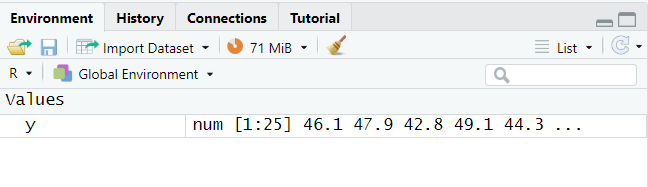 Environment History Connections Tutorial
Import Dataset 71 MiB List
R Global Environment
Values
y num [1:25] 46.1 47.9 42.8 49.1 44.3 ...